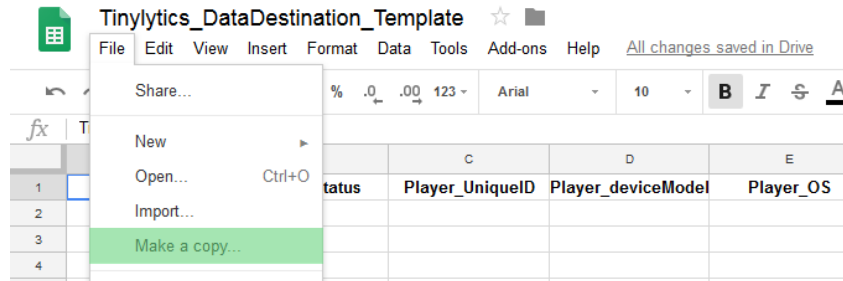 Tinylytics_DataDestination_Template
File Edit View Insert Format Data Tools Add-ons Help All changes saved in Drive
Share... % .0 .00 123 Arial 10 B I S A
fx T
New
C D E
Open... Ctrl+O
1 tatus Player_UniqueID Player_deviceModel Player_OS
Import...
2
3
Make a copy...
4